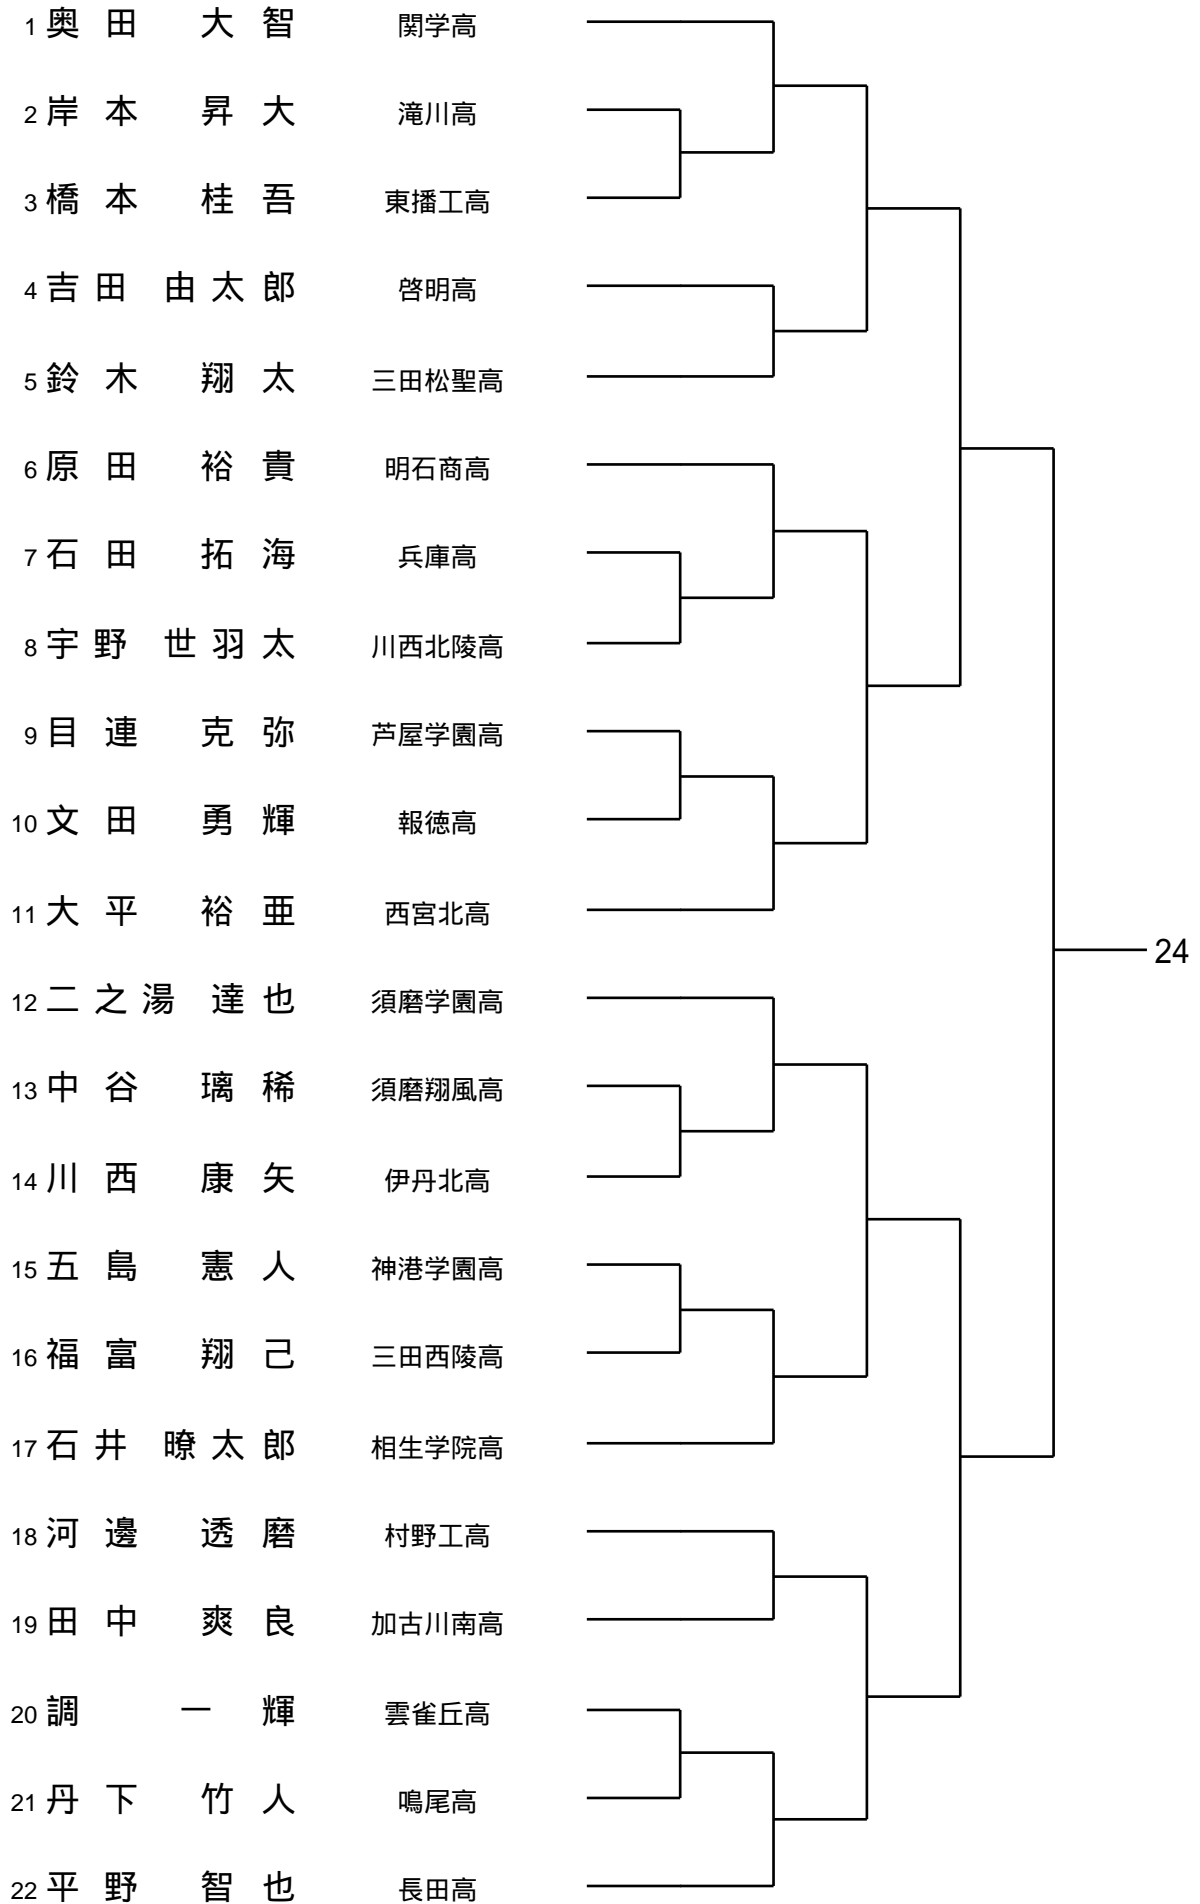 1 奥田 大智 関学高
2 岸本 昇大 滝川高
3 橋本 桂吾 東播工高
4 吉田 由太郎 啓明高
5 鈴木 翔太 三田松聖高
6 原田 裕貴 明石商高
7 石田 拓海 兵庫高
8 宇野 世羽太 川西北陵高
9 目連 克弥 芦屋学園高
10 文田 勇輝 報徳高
11 大平 裕亜 西宮北高
24
12 二之湯 達也 須磨学園高
13 中谷 璃稀 須磨翔風高
14 川西 康矢 伊丹北高
15 五島 憲人 神港学園高
16 福富 翔己 三田西陵高
17 石井 暸太郎 相生学院高
18 河邊 透磨 村野工高
19 田中 爽良 加古川南高
20 調 一輝 雲雀丘高
21 丹下 竹人 鳴尾高
22 平野 智也 長田高